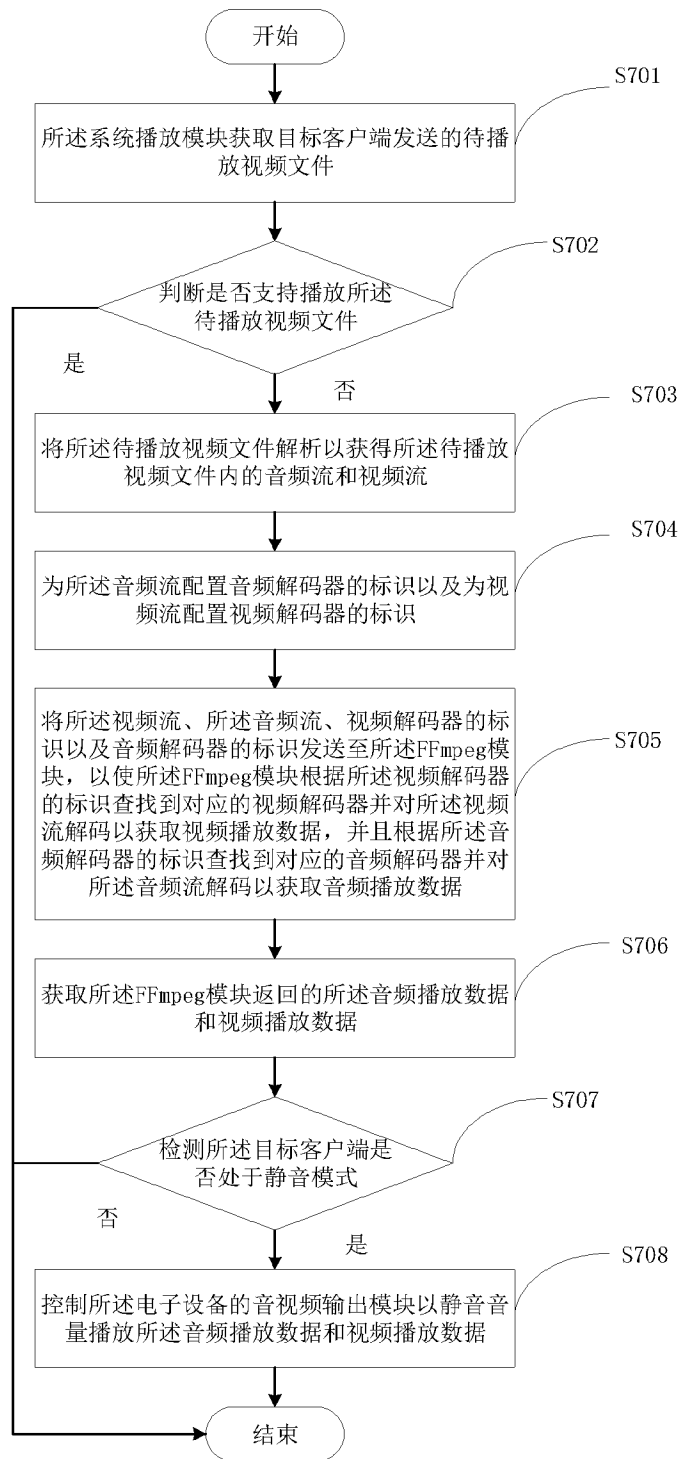 开始
S701
所述系统播放模块获取目标客户端发送的待播
放视频文件
S702
判断是否支持播放所述
待播放视频文件
是
否
S703
将所述待播放视频文件解析以获得所述待播放
视频文件内的音频流和视频流
S704
为所述音频流配置音频解码器的标识以及为视
频流配置视频解码器的标识
将所述视频流、所述音频流、视频解码器的标
识以及音频解码器的标识发送至所述FFmpeg模
块，以使所述FFmpeg模块根据所述视频解码器
的标识查找到对应的视频解码器并对所述视频
流解码以获取视频播放数据，并且根据所述音
频解码器的标识查找到对应的音频解码器并对
所述音频流解码以获取音频播放数据
S705
S706
获取所述FFmpeg模块返回的所述音频播放数据
和视频播放数据
S707
检测所述目标客户端是
否处于静音模式
否
是
S708
控制所述电子设备的音视频输出模块以静音音
量播放所述音频播放数据和视频播放数据
结束